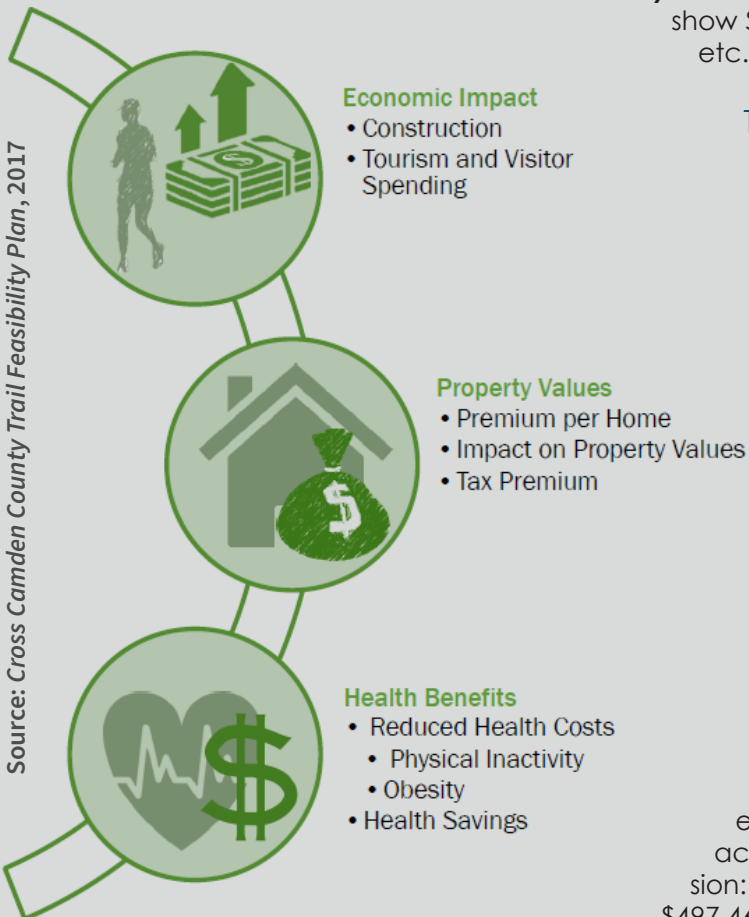 show
etc.
Economic Impact
• Construction
• Tourism and Visitor
Spending
Source: Cross Camden County Trail Feasibility Plan, 2017
$
Property Values
• Premium per Home
• Impact on Property Values
• Tax Premium
$
Health Benefits
• Reduced Health Costs
• Physical Inactivity
• Obesity
• Health Savings
$
sion: